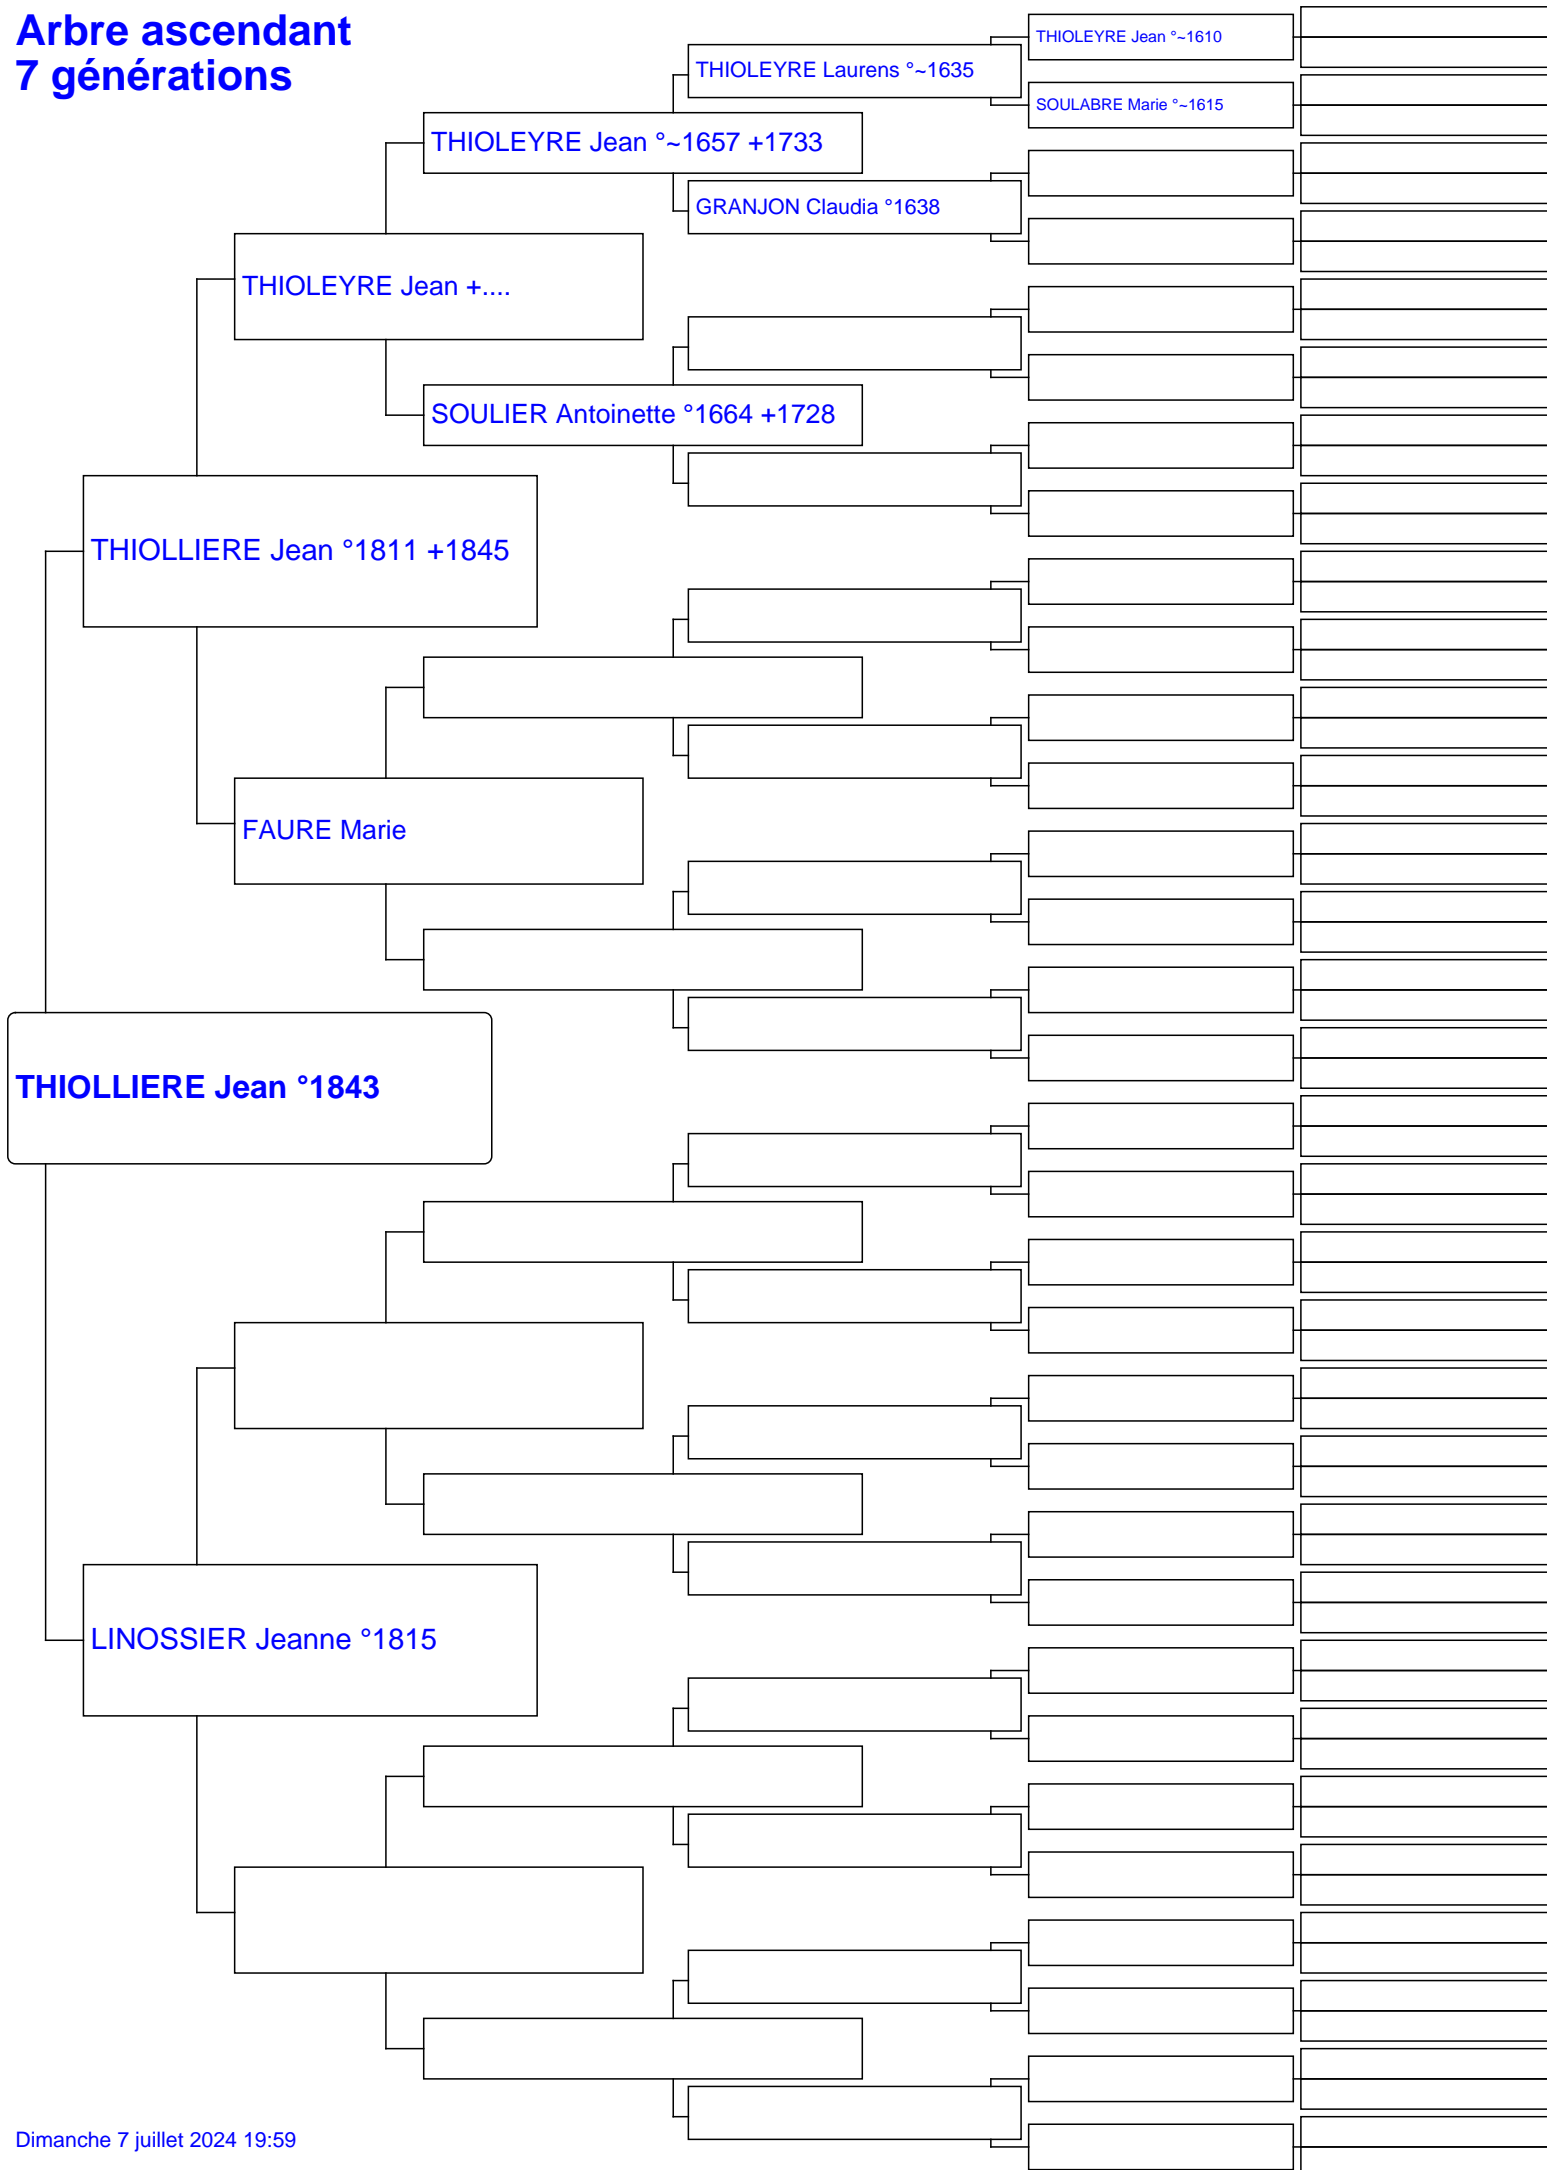 Arbre ascendant
7 générations
THIOLEYRE Jean °~1610
THIOLEYRE Laurens °~1635
SOULABRE Marie °~1615
THIOLEYRE Jean °~1657 +1733
GRANJON Claudia °1638
THIOLEYRE Jean +....
SOULIER Antoinette °1664 +1728
THIOLLIERE Jean °1811 +1845
FAURE Marie
THIOLLIERE Jean °1843
LINOSSIER Jeanne °1815
Dimanche 7 juillet 2024 19:59